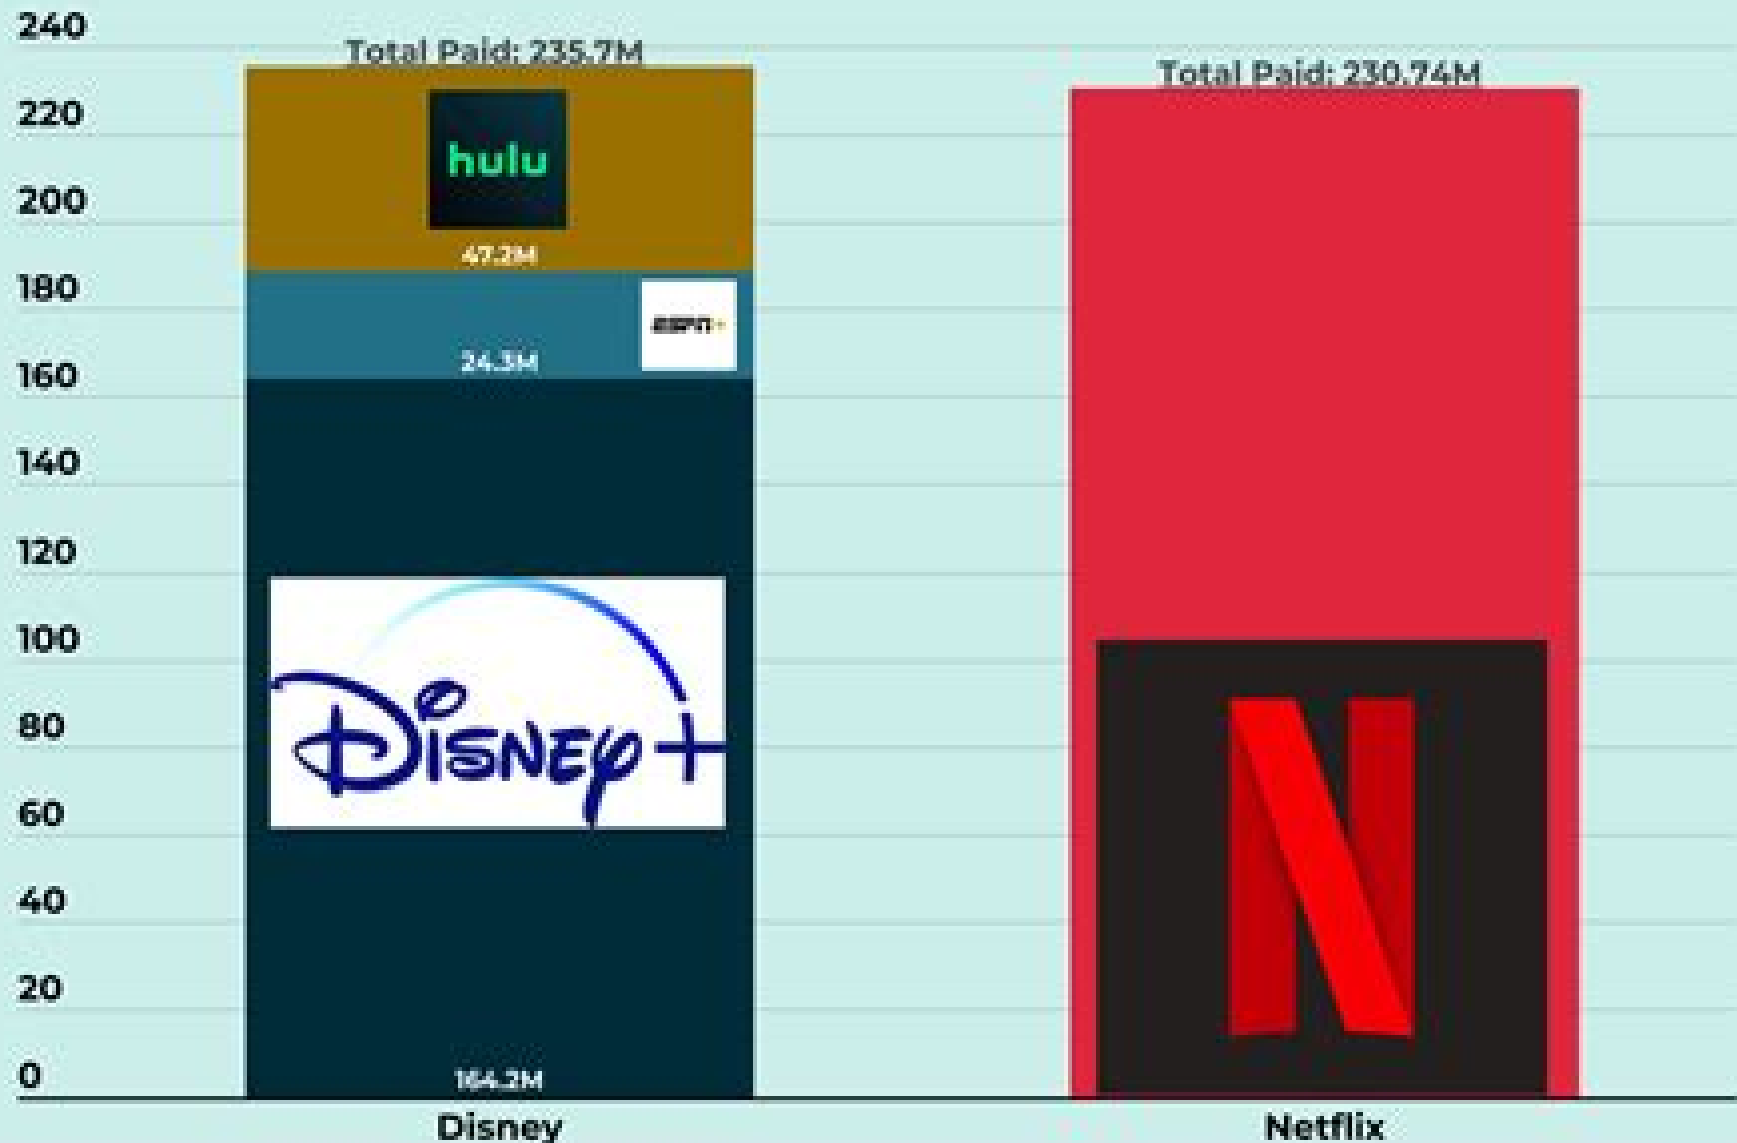 240
Total Paid: 235.7M
Total Paid: 230.74M
220
hulu
200
47.2M
180
ESPN+
24.3M
160
140
120
100
Disney+
80
60
40
20
0
164.2M
Disney
Netflix
N